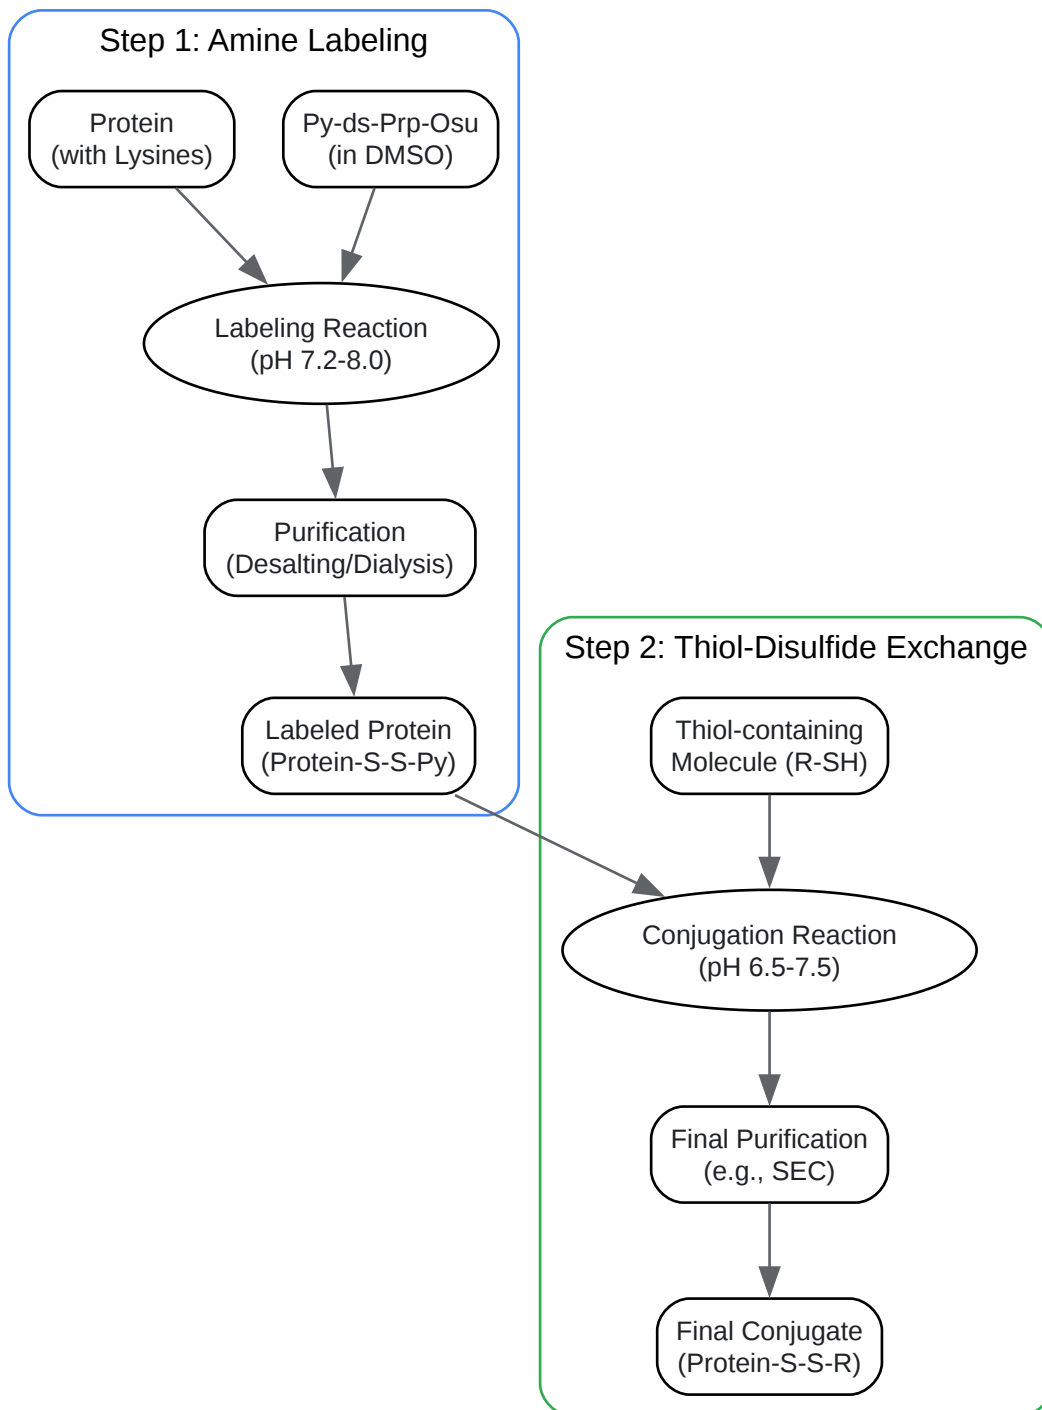 Step 1: Amine Labeling
Protein
(with Lysines)
Py-ds-Prp-Osu
(in DMSO)
Labeling Reaction
(pH 7.2-8.0)
Purification
(Desalting/Dialysis)
Labeled Protein
(Protein-S-S-Py)
Step 2: Thiol-Disulfide Exchange
Thiol-containing
Molecule (R-SH)
Conjugation Reaction
(pH 6.5-7.5)
Final Purification
(e.g., SEC)
Final Conjugate
(Protein-S-S-R)